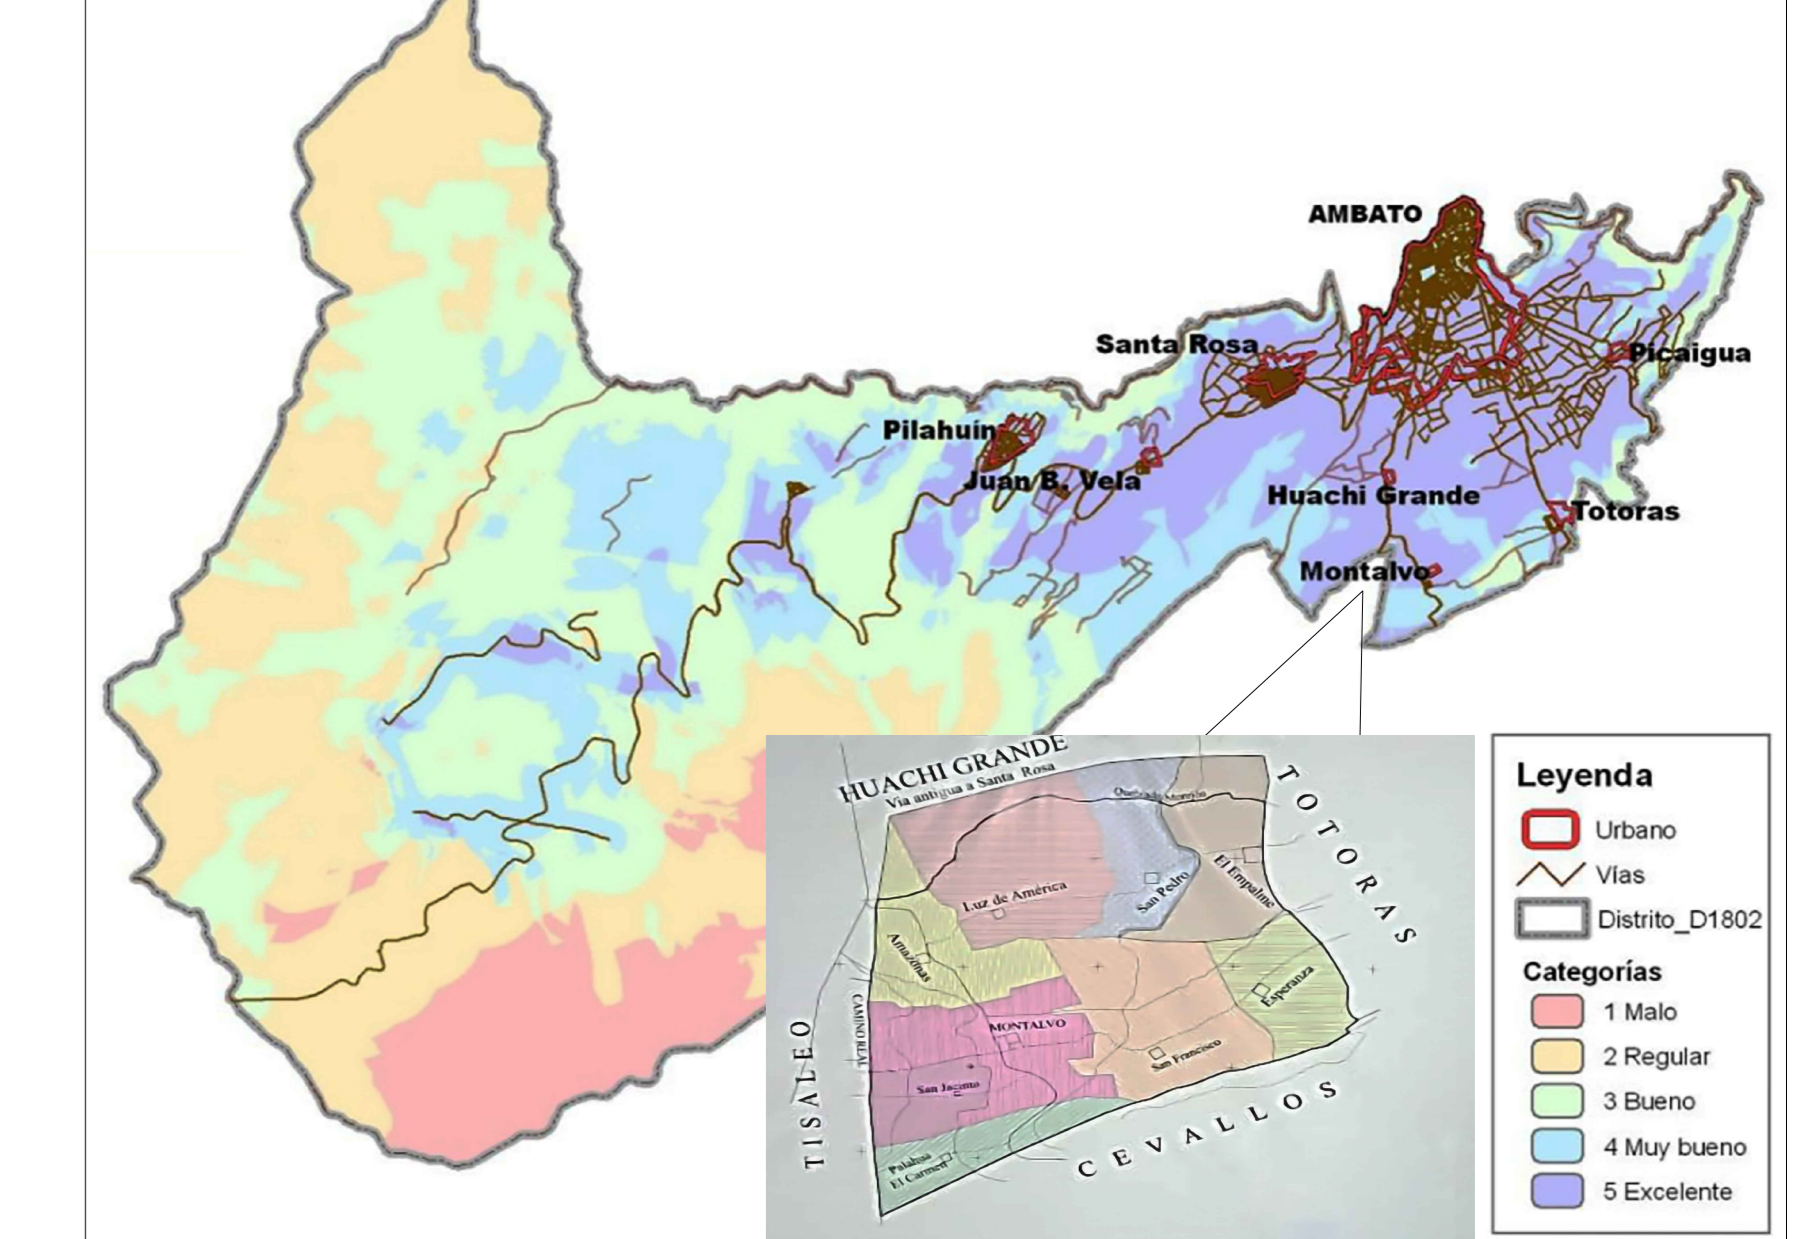 AMBATO
Santa Rosa
Picaigua
Pilahuín
Juan B. Vela
Huachi Grande
Totoras
Montalvo
HUACHI GRANDE
Via antigua a Santa Rosa
TOTORAS
Luz de América
San Pedro
El Empalme
Amazonas
Esperanza
CAMINO REAL
MONTALVO
San Francisco
San Jacinto
TISALEO
CEVALLOS
Palahua
El Carmen
Leyenda
Urbano
Vías
Distrito_D1802
Categorías
1 Malo
2 Regular
3 Bueno
4 Muy bueno
5 Excelente